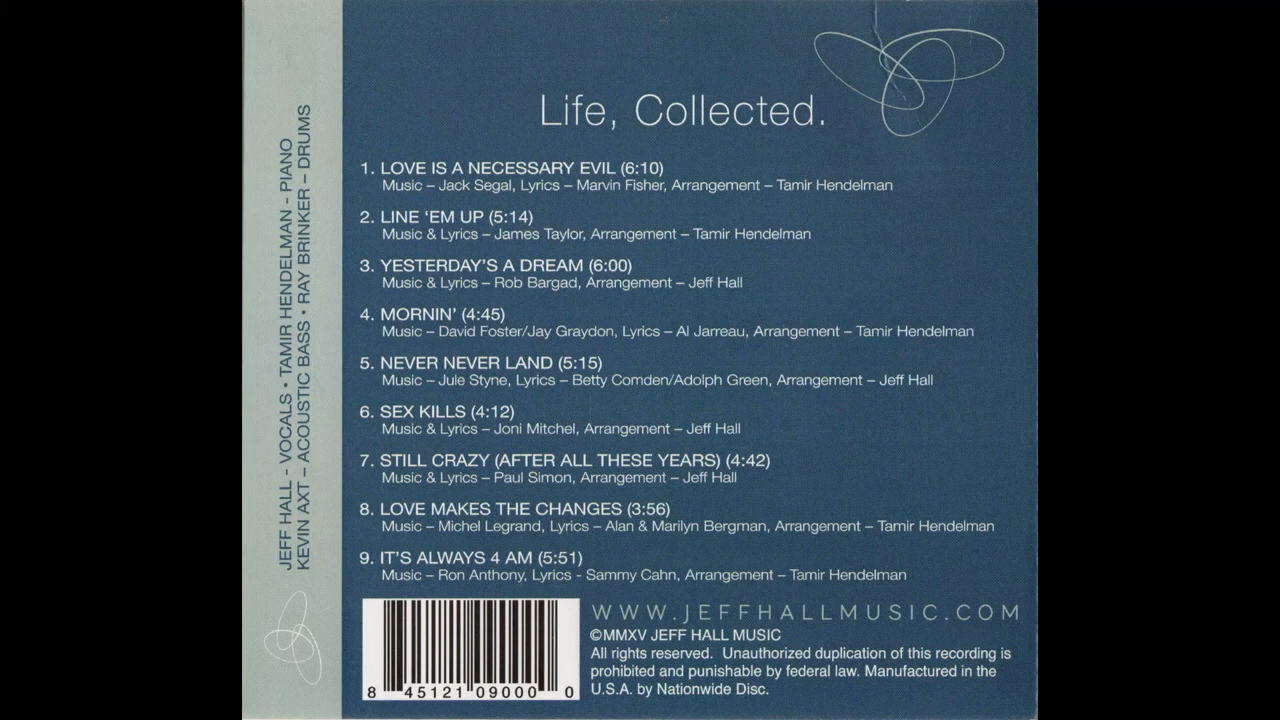 JEFF HALL - VOCALS • TAMIR HENDELMAN - PIANO
KEVIN AXT – ACOUSTIC BASS • RAY BRINKER – DRUMS
Life, Collected.
1. LOVE IS A NECESSARY EVIL (6:10)
Music – Jack Segal, Lyrics – Marvin Fisher, Arrangement – Tamir Hendelman
2. LINE ‘EM UP (5:14)
Music & Lyrics – James Taylor, Arrangement – Tamir Hendelman
3. YESTERDAY’S A DREAM (6:00)
Music & Lyrics – Rob Bargad, Arrangement – Jeff Hall
4. MORNIN’ (4:45)
Music – David Foster/Jay Graydon, Lyrics – Al Jarreau, Arrangement – Tamir Hendelman
5. NEVER NEVER LAND (5:15)
Music – Jule Styne, Lyrics – Betty Comden/Adolph Green, Arrangement – Jeff Hall
6. SEX KILLS (4:12)
Music & Lyrics – Joni Mitchel, Arrangement – Jeff Hall
7. STILL CRAZY (AFTER ALL THESE YEARS) (4:42)
Music & Lyrics – Paul Simon, Arrangement – Jeff Hall
8. LOVE MAKES THE CHANGES (3:56)
Music – Michel Legrand, Lyrics – Alan & Marilyn Bergman, Arrangement – Tamir Hendelman
9. IT’S ALWAYS 4 AM (5:51)
Music – Ron Anthony, Lyrics - Sammy Cahn, Arrangement – Tamir Hendelman
WWW.JEFFHALLMUSIC.COM
©MMXV JEFF HALL MUSIC
All rights reserved. Unauthorized duplication of this recording is
prohibited and punishable by federal law. Manufactured in the
U.S.A. by Nationwide Disc.
8 45121 09000 0